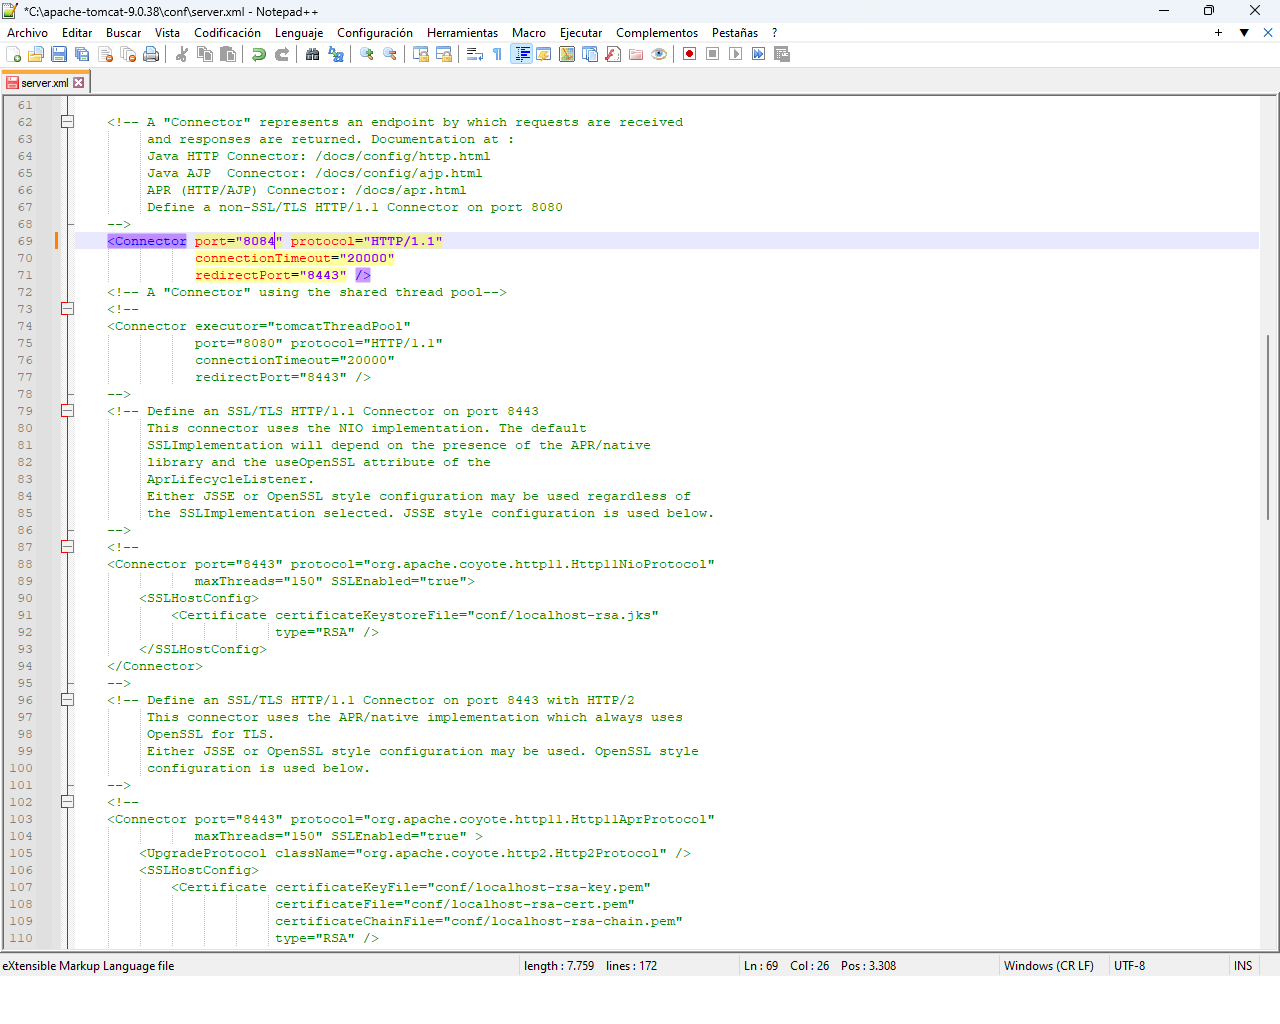 *C:\apache-tomcat-9.0.38\conf\server.xml - Notepad++
Archivo Editar Buscar Vista Codificación Lenguaje Configuración Herramientas Macro Ejecutar Complementos Pestañas ? + ▼ ✕
server.xml
61
62 <!-- A "Connector" represents an endpoint by which requests are received
63 and responses are returned. Documentation at :
64 Java HTTP Connector: /docs/config/http.html
65 Java AJP  Connector: /docs/config/ajp.html
66 APR (HTTP/AJP) Connector: /docs/apr.html
67 Define a non-SSL/TLS HTTP/1.1 Connector on port 8080
68 -->
69 <Connector port="8084" protocol="HTTP/1.1"
70 connectionTimeout="20000"
71 redirectPort="8443" />
72 <!-- A "Connector" using the shared thread pool-->
73 <!--
74 <Connector executor="tomcatThreadPool"
75 port="8080" protocol="HTTP/1.1"
76 connectionTimeout="20000"
77 redirectPort="8443" />
78 -->
79 <!-- Define an SSL/TLS HTTP/1.1 Connector on port 8443
80 This connector uses the NIO implementation. The default
81 SSLImplementation will depend on the presence of the APR/native
82 library and the useOpenSSL attribute of the
83 AprLifecycleListener.
84 Either JSSE or OpenSSL style configuration may be used regardless of
85 the SSLImplementation selected. JSSE style configuration is used below.
86 -->
87 <!--
88 <Connector port="8443" protocol="org.apache.coyote.http11.Http11NioProtocol"
89 maxThreads="150" SSLEnabled="true">
90 <SSLHostConfig>
91 <Certificate certificateKeystoreFile="conf/localhost-rsa.jks"
92 type="RSA" />
93 </SSLHostConfig>
94 </Connector>
95 -->
96 <!-- Define an SSL/TLS HTTP/1.1 Connector on port 8443 with HTTP/2
97 This connector uses the APR/native implementation which always uses
98 OpenSSL for TLS.
99 Either JSSE or OpenSSL style configuration may be used. OpenSSL style
100 configuration is used below.
101 -->
102 <!--
103 <Connector port="8443" protocol="org.apache.coyote.http11.Http11AprProtocol"
104 maxThreads="150" SSLEnabled="true" >
105 <UpgradeProtocol className="org.apache.coyote.http2.Http2Protocol" />
106 <SSLHostConfig>
107 <Certificate certificateKeyFile="conf/localhost-rsa-key.pem"
108 certificateFile="conf/localhost-rsa-cert.pem"
109 certificateChainFile="conf/localhost-rsa-chain.pem"
110 type="RSA" />
eXtensible Markup Language file length : 7.759 lines : 172 Ln : 69 Col : 26 Pos : 3.308 Windows (CR LF) UTF-8 INS